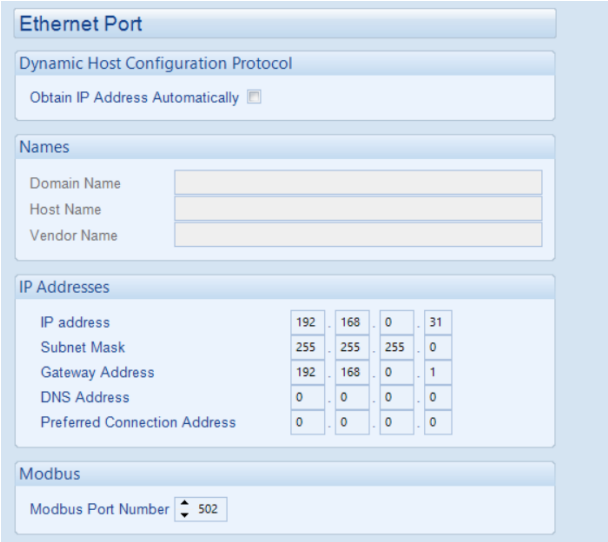 Ethernet Port
Dynamic Host Configuration Protocol
Obtain IP Address Automatically
Names
Domain Name
Host Name
Vendor Name
IP Addresses
IP address 192 . 168 . 0 . 31
Subnet Mask 255 . 255 . 255 . 0
Gateway Address 192 . 168 . 0 . 1
DNS Address 0 . 0 . 0 . 0
Preferred Connection Address 0 . 0 . 0 . 0
Modbus
Modbus Port Number 502